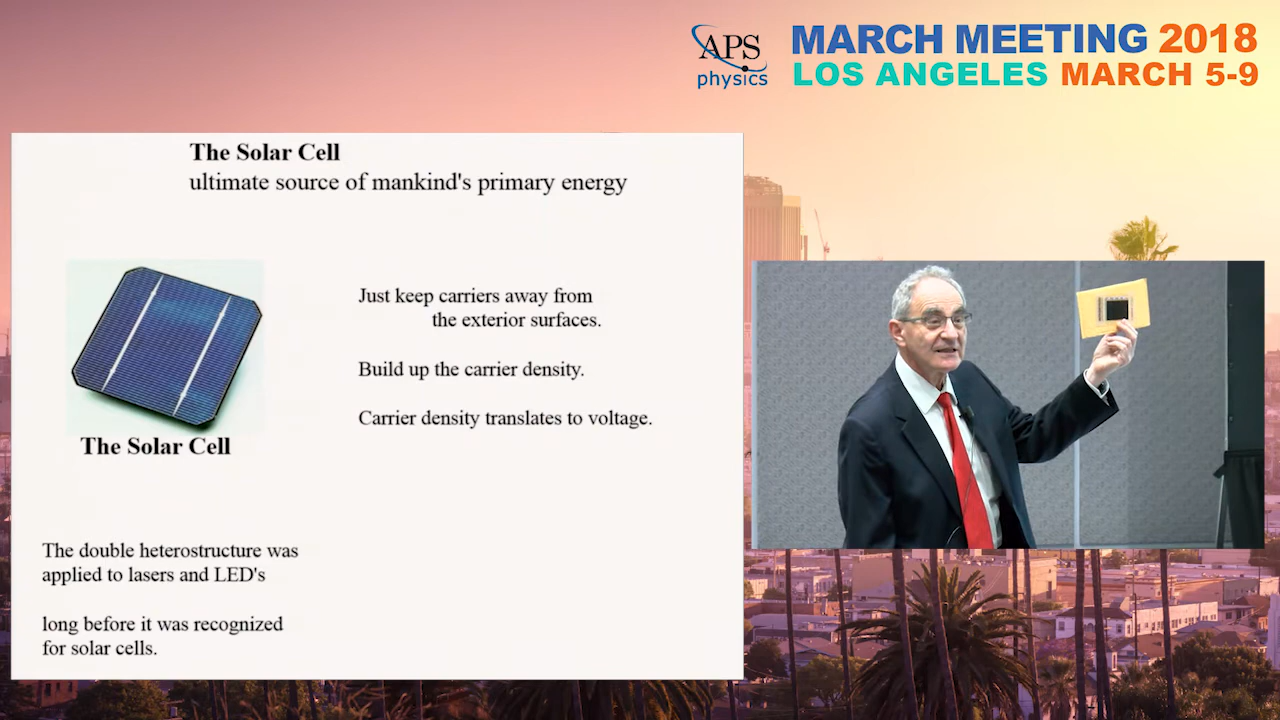 APS
physics
MARCH MEETING 2018
LOS ANGELES MARCH 5-9
The Solar Cell
ultimate source of mankind's primary energy
Just keep carriers away from
the exterior surfaces.
Build up the carrier density.
Carrier density translates to voltage.
The Solar Cell
The double heterostructure was
applied to lasers and LED's
long before it was recognized
for solar cells.